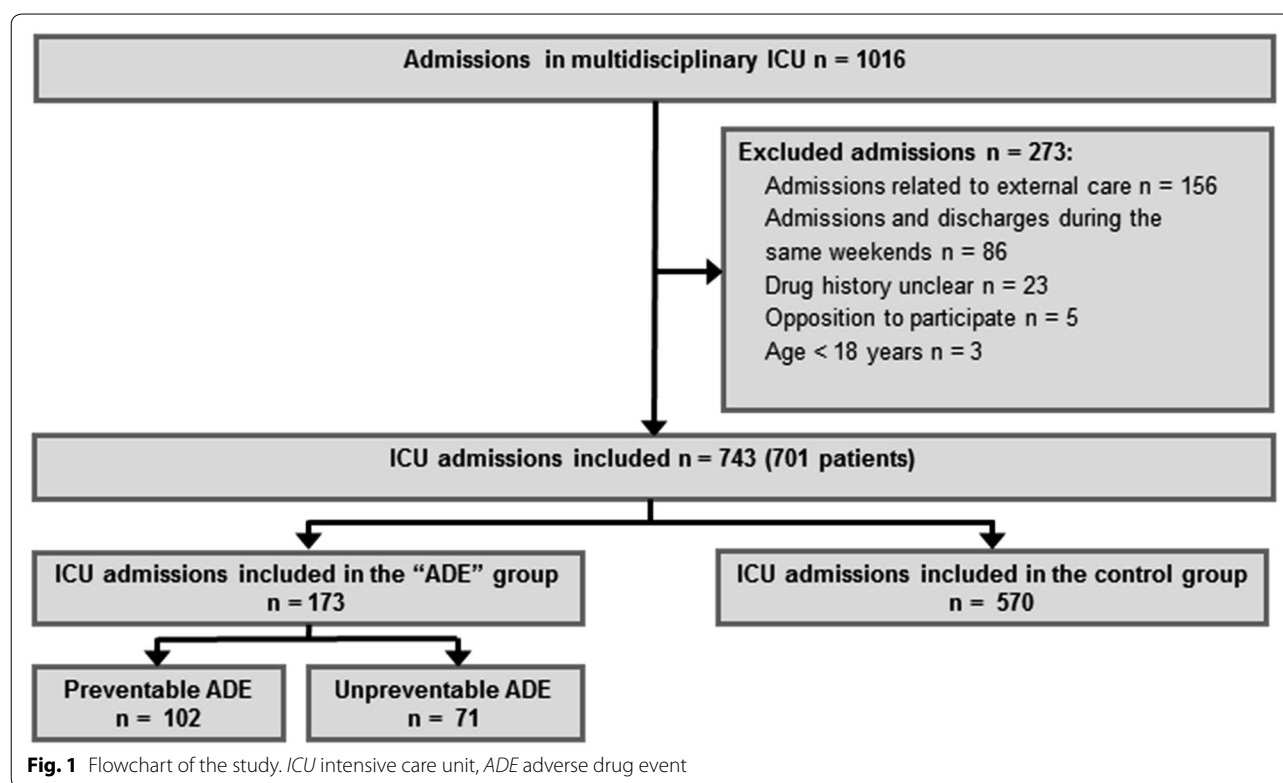 Admissions in multidisciplinary ICU n = 1016
Excluded admissions n = 273:
Admissions related to external care n = 156
Admissions and discharges during the
same weekends n = 86
Drug history unclear n = 23
Opposition to participate n = 5
Age < 18 years n = 3
ICU admissions included n = 743 (701 patients)
ICU admissions included in the “ADE” group
n = 173
ICU admissions included in the control group
n = 570
Preventable ADE
n = 102
Unpreventable ADE
n = 71
Fig. 1 Flowchart of the study. ICU intensive care unit, ADE adverse drug event